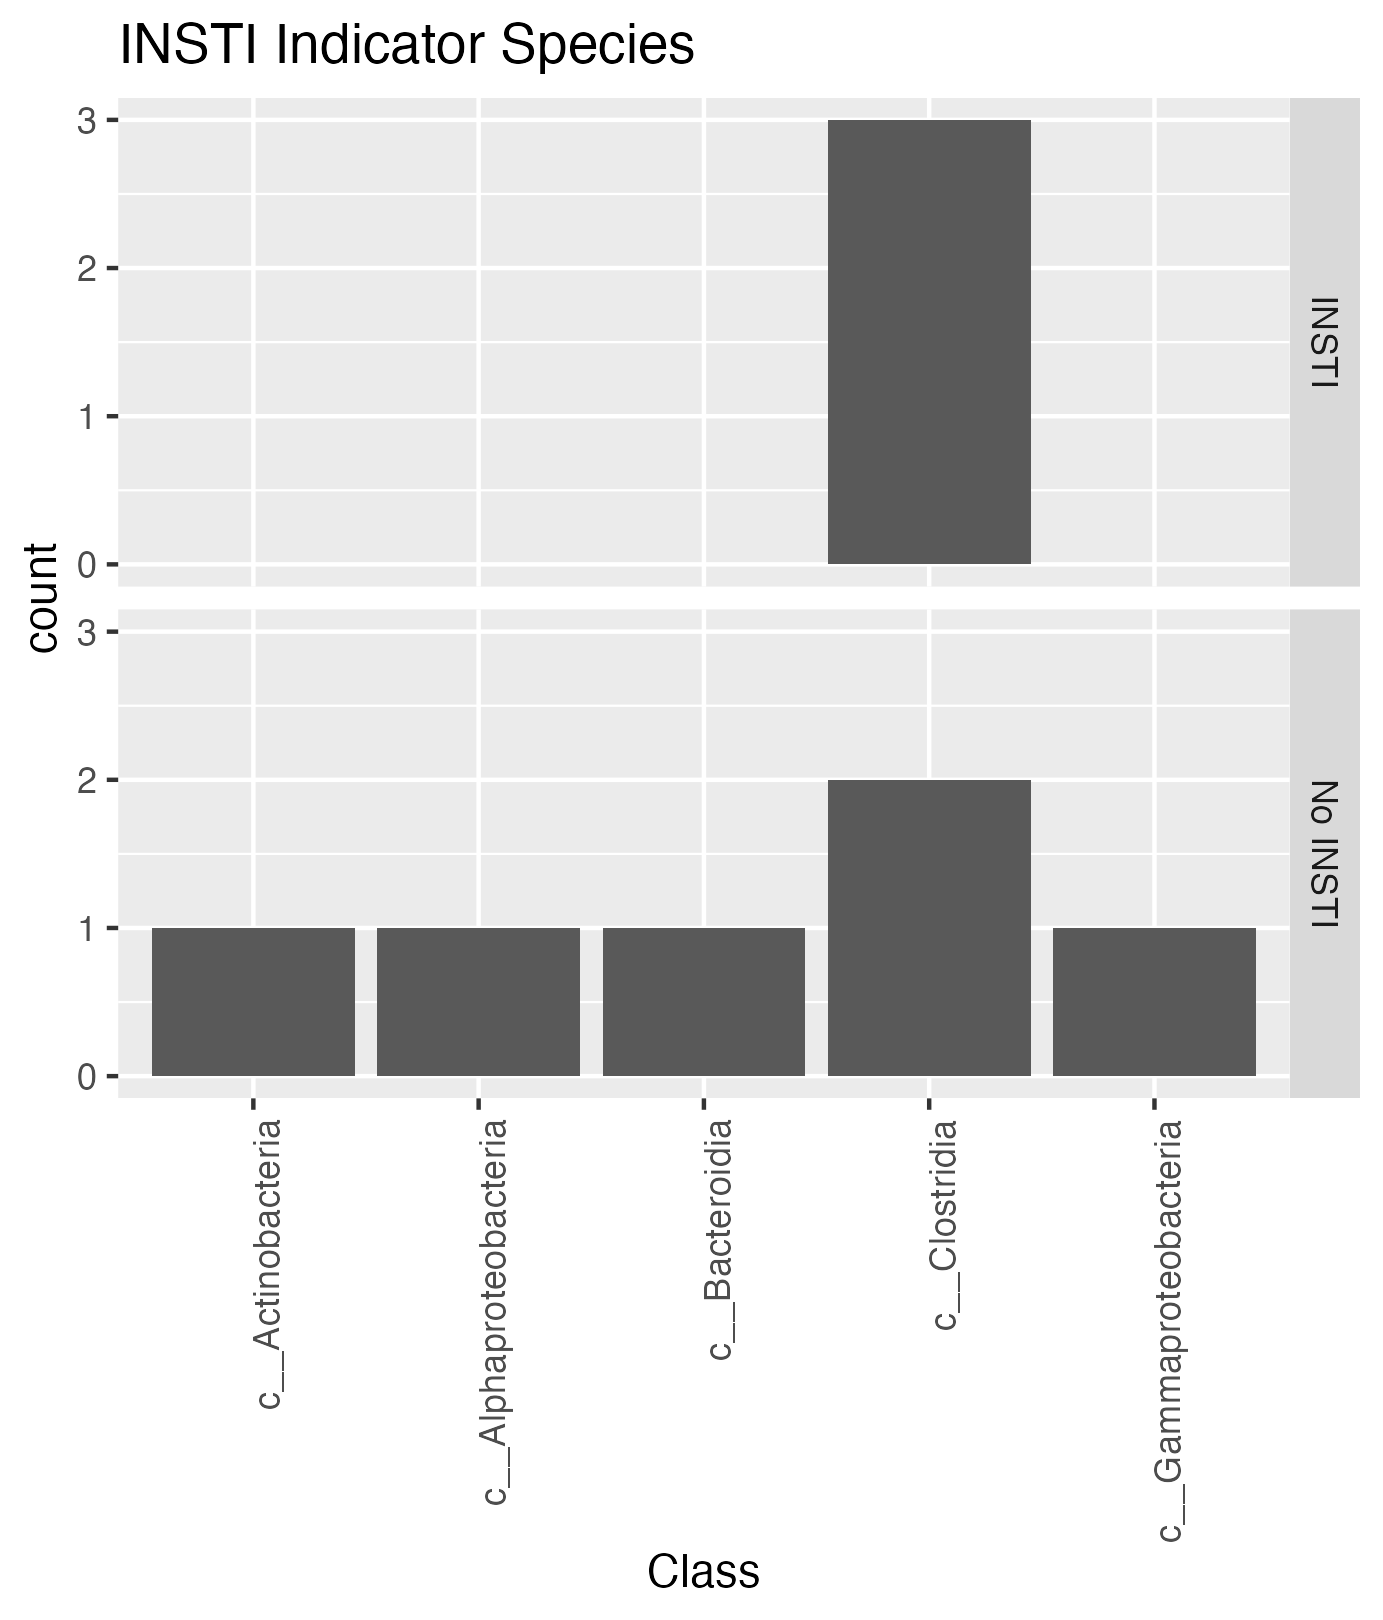 INSTI Indicator Species
count
3
2
1
0
INSTI
3
2
1
0
No INSTI
c__Actinobacteria
c__Alphaproteobacteria
c__Bacteroidia
c__Clostridia
c__Gammaproteobacteria
Class